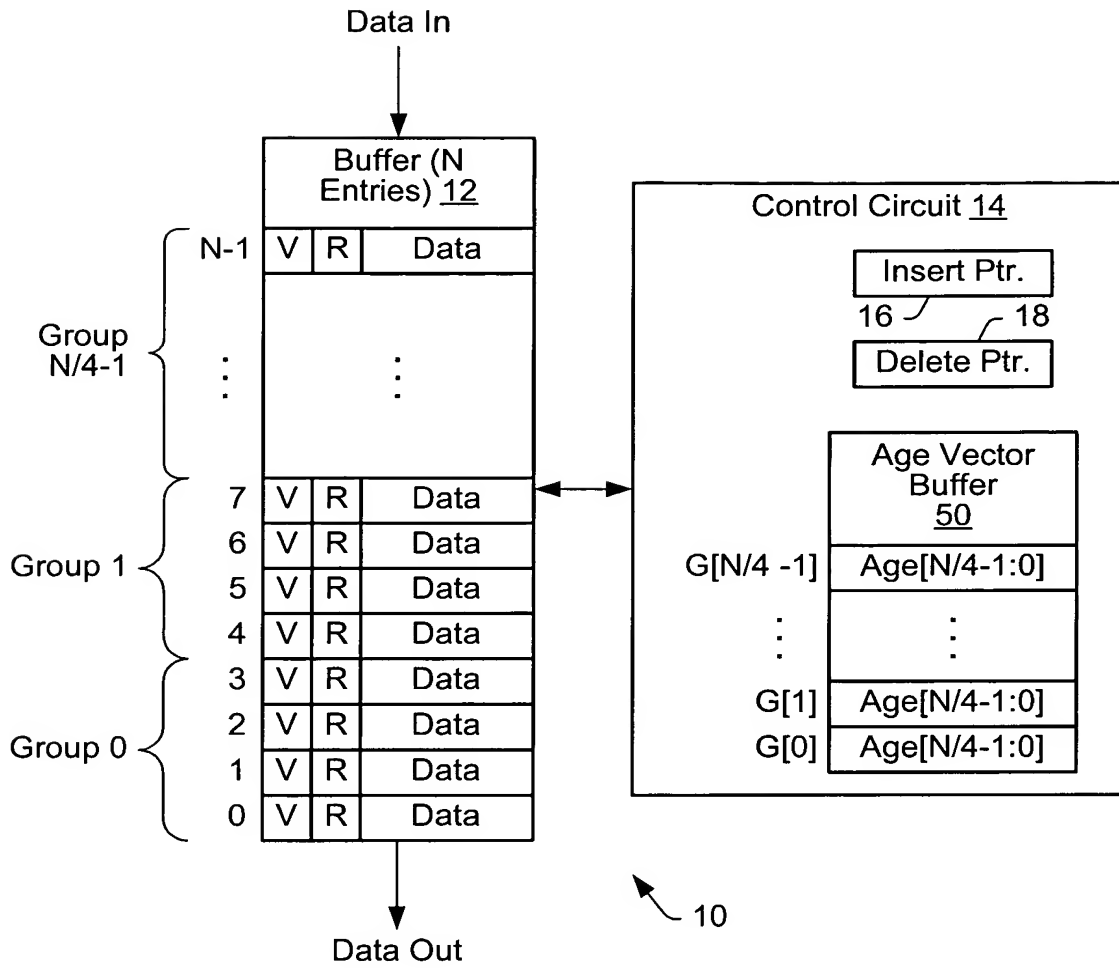 Data In
Buffer (N
Entries) 12
N-1 V R Data
Group
N/4-1
⋮ ⋮
7 V R Data
6 V R Data
Group 1
5 V R Data
4 V R Data
3 V R Data
2 V R Data
Group 0
1 V R Data
0 V R Data
Data Out
Control Circuit 14
Insert Ptr.
16
18
Delete Ptr.
Age Vector
Buffer
50
G[N/4 -1] Age[N/4-1:0]
⋮ ⋮
G[1] Age[N/4-1:0]
G[0] Age[N/4-1:0]
10